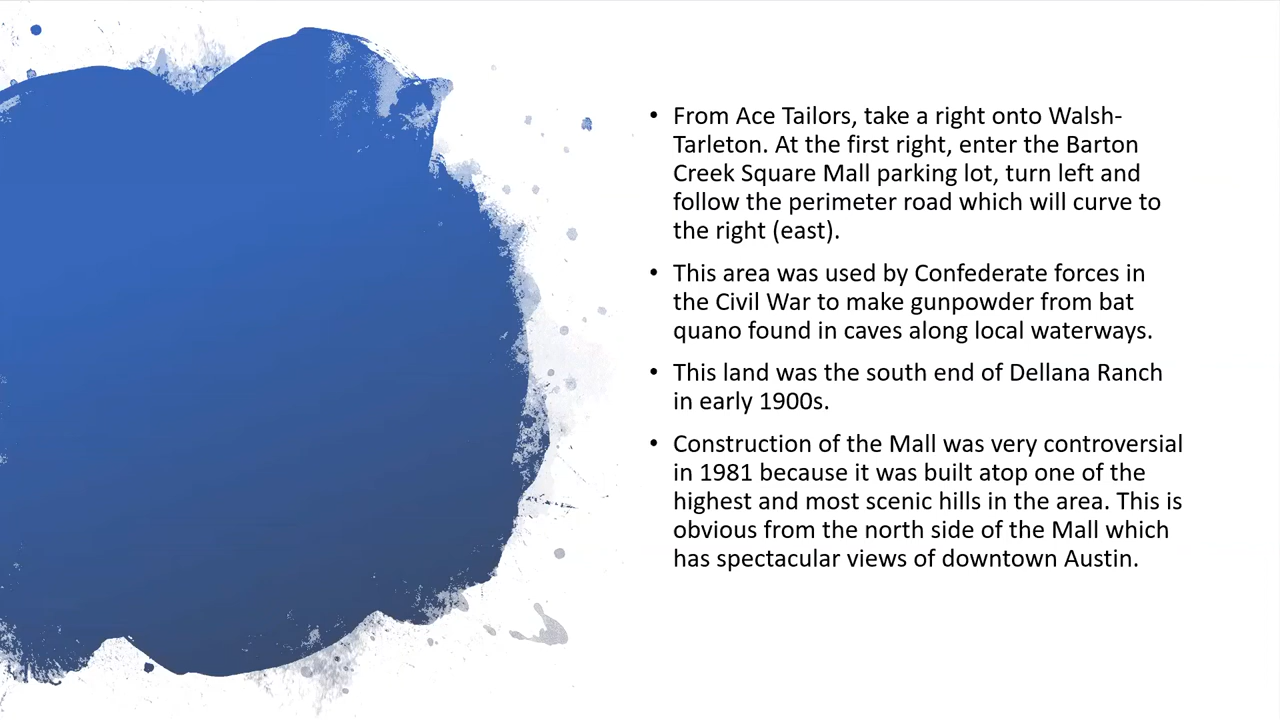 • From Ace Tailors, take a right onto Walsh-
Tarleton. At the first right, enter the Barton
Creek Square Mall parking lot, turn left and
follow the perimeter road which will curve to
the right (east).
• This area was used by Confederate forces in
the Civil War to make gunpowder from bat
quano found in caves along local waterways.
• This land was the south end of Dellana Ranch
in early 1900s.
• Construction of the Mall was very controversial
in 1981 because it was built atop one of the
highest and most scenic hills in the area. This is
obvious from the north side of the Mall which
has spectacular views of downtown Austin.